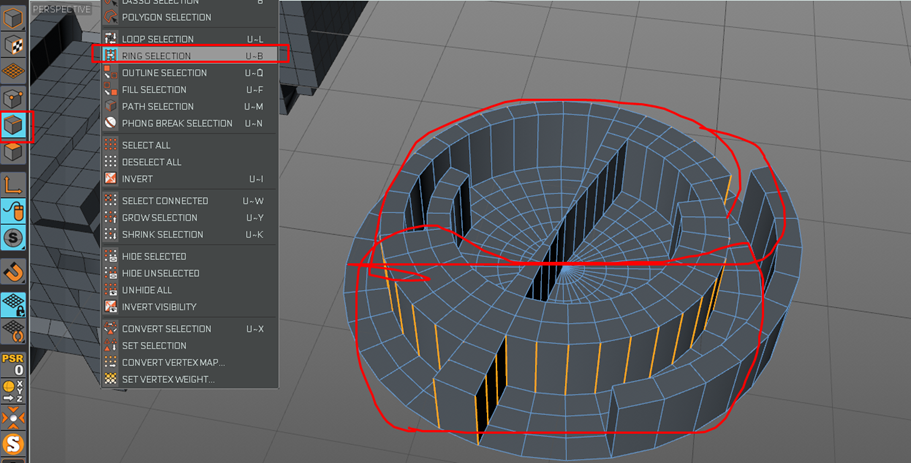 PERSPECTIVE
LASSO SELECTION 8
POLYGON SELECTION
LOOP SELECTION U~L
RING SELECTION U~B
OUTLINE SELECTION U~Q
FILL SELECTION U~F
PATH SELECTION U~M
PHONG BREAK SELECTION U~N
SELECT ALL
DESELECT ALL
INVERT U~I
SELECT CONNECTED U~W
GROW SELECTION U~Y
SHRINK SELECTION U~K
HIDE SELECTED
HIDE UNSELECTED
UNHIDE ALL
INVERT VISIBILITY
CONVERT SELECTION U~X
SET SELECTION
CONVERT VERTEX MAP...
SET VERTEX WEIGHT...
S
PSR
0
X
Y
Z
S